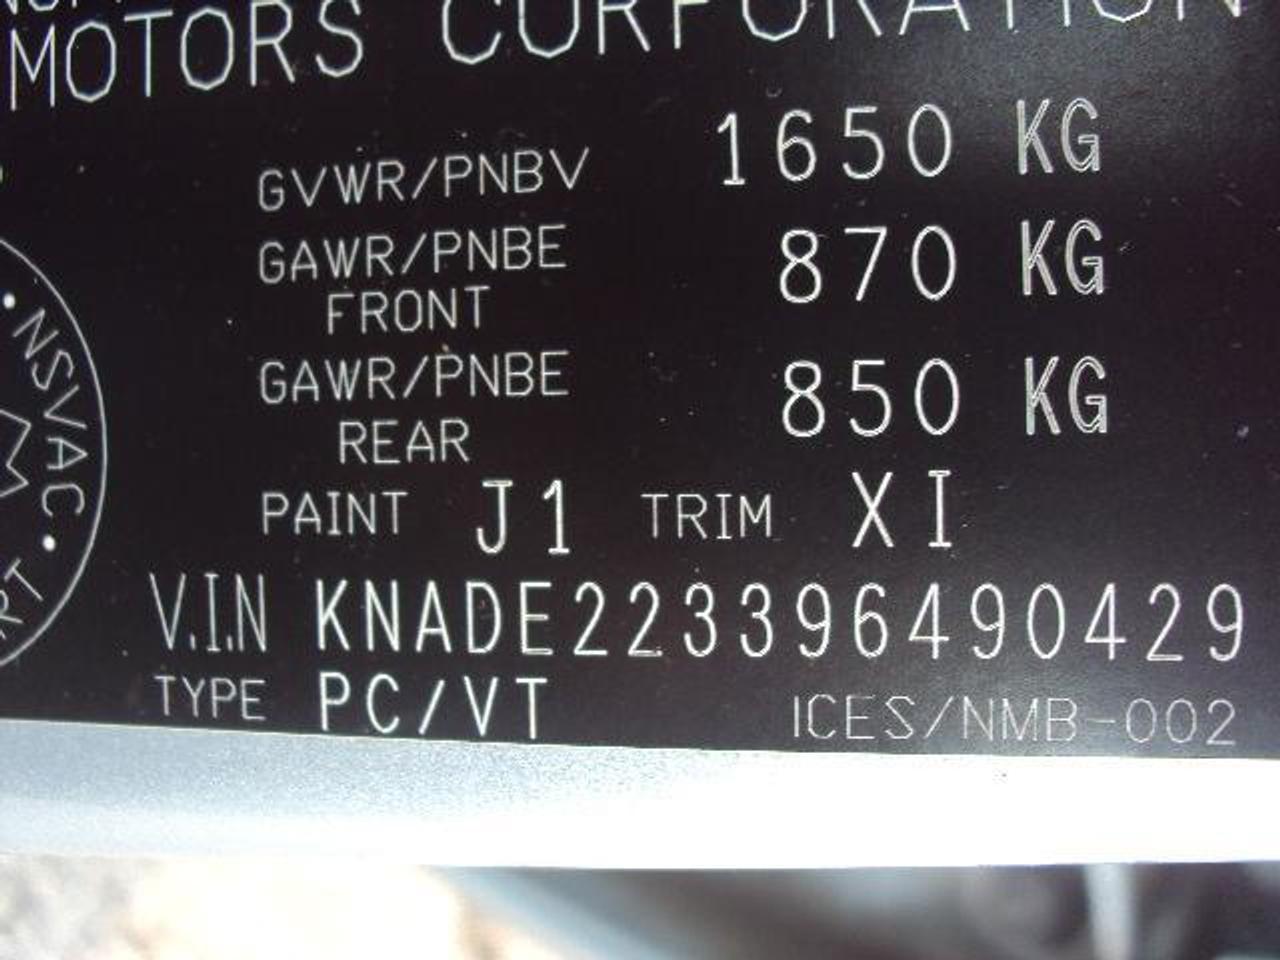 MOTORS CORPORATION
GVWR/PNBV 1650 KG
GAWR/PNBE 870 KG
FRONT
GAWR/PNBE 850 KG
REAR
NSVAC
PAINT J1 TRIM XI
V.I.N KNADE223396490429
TYPE PC/VT ICES/NMB-002